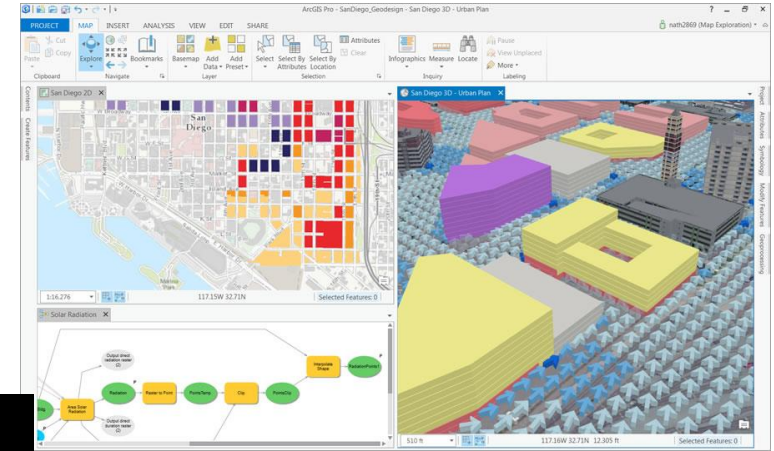 ArcGIS Pro - SanDiego_Geodesign - San Diego 3D - Urban Plan
PROJECT MAP INSERT ANALYSIS VIEW EDIT SHARE
nath2869 (Map Exploration)
Paste
Cut
Copy
Explore
Bookmarks
Basemap
Add Data
Add Preset
Select
Select By Attributes
Select By Location
Attributes
Clear
Infographics
Measure
Locate
Pause
View Unplaced
More
Clipboard Navigate Layer Selection Inquiry Labeling
Contents
Create Features
San Diego 2D
San
Diego
1:16,276
117.15W 32.71N
Selected Features: 0
Solar Radiation
Output direct radiation raster (2)
Area Solar Radiation
Radiation
P
Raster to Point
PointsTemp
Clip
PointsClip
Interpolate Shape
RadiationPoints1
P
Output direct duration raster (2)
San Diego 3D - Urban Plan
510 ft
117.16W 32.71N 12.305 ft
Selected Features: 0
Project
Attributes
Symbology
Modify Features
Geoprocessing